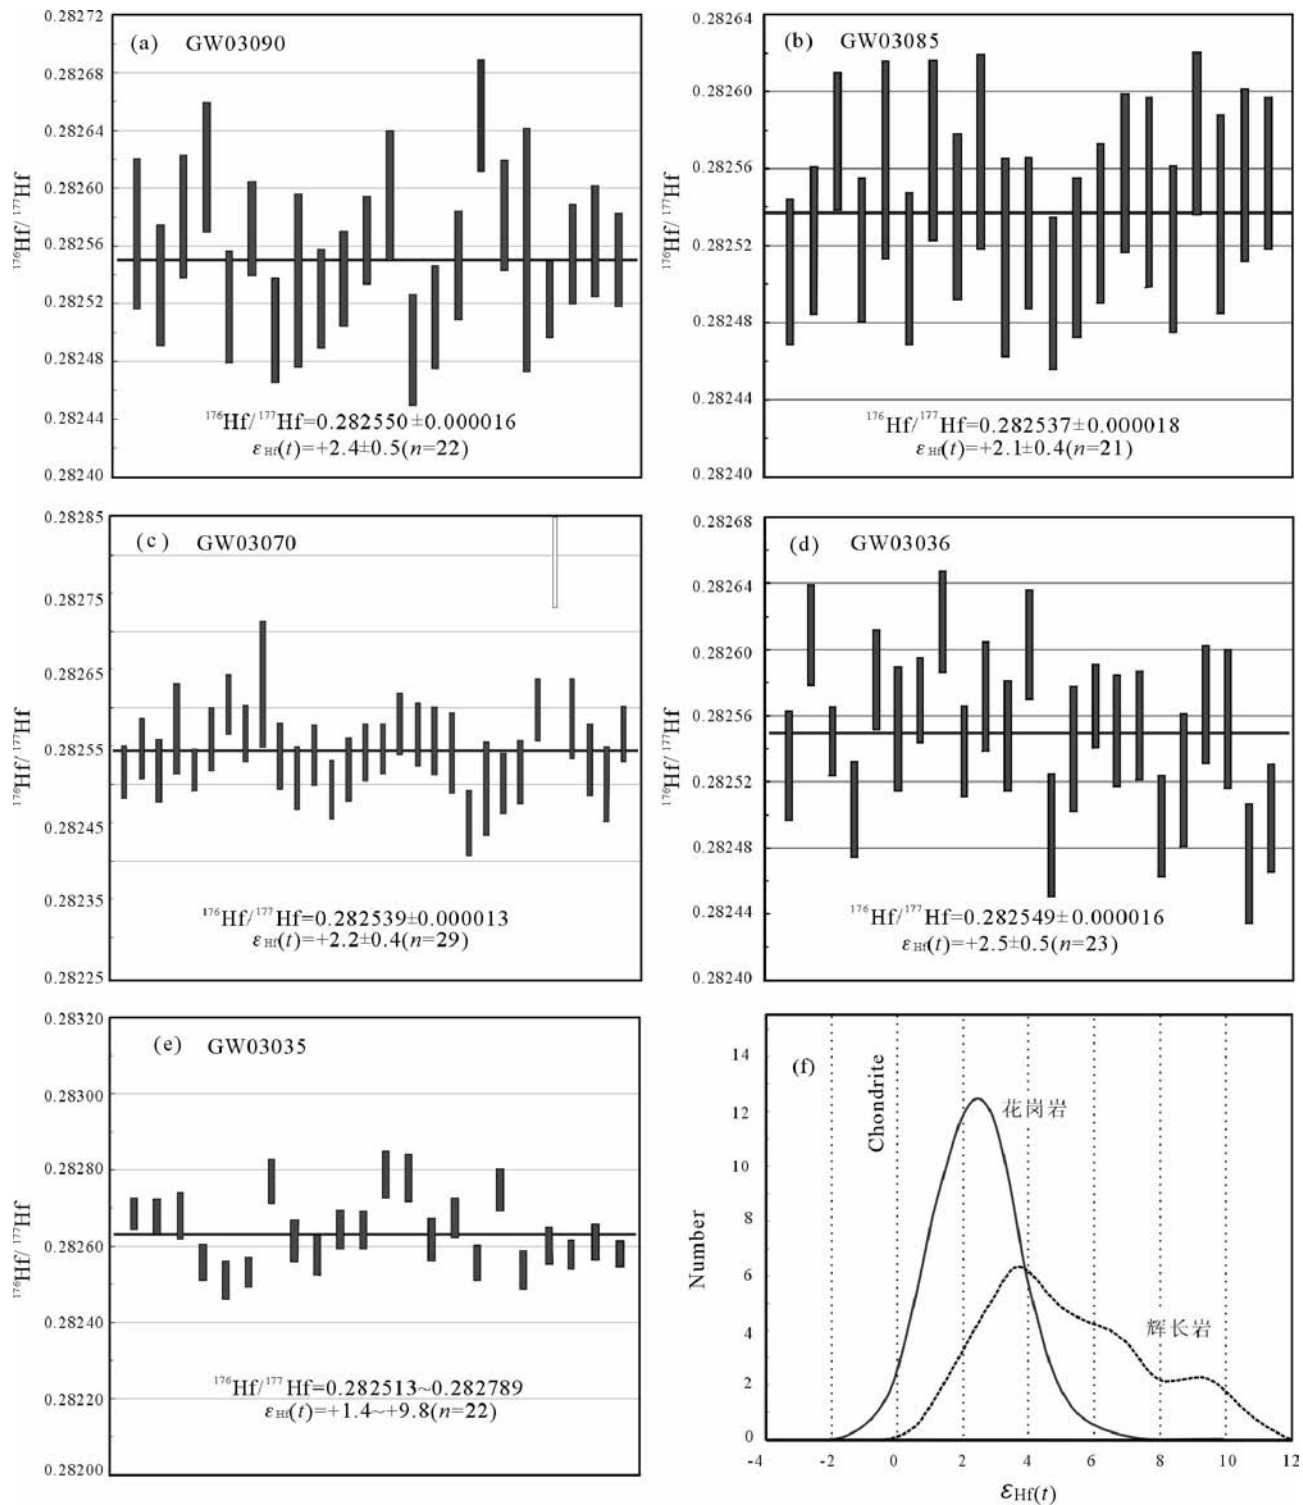 (a) GW03090
0.28272
0.28268
0.28264
0.28260
0.28256
0.28252
0.28248
0.28244
0.28240
176Hf/177Hf
176Hf/177Hf=0.282550±0.000016
εHf(t)=+2.4±0.5(n=22)
(b) GW03085
0.28264
0.28260
0.28256
0.28252
0.28248
0.28244
0.28240
176Hf/177Hf
176Hf/177Hf=0.282537±0.000018
εHf(t)=+2.1±0.4(n=21)
(c) GW03070
0.28285
0.28275
0.28265
0.28255
0.28245
0.28235
0.28225
176Hf/177Hf
176Hf/177Hf=0.282539±0.000013
εHf(t)=+2.2±0.4(n=29)
(d) GW03036
0.28268
0.28264
0.28260
0.28256
0.28252
0.28248
0.28244
0.28240
176Hf/177Hf
176Hf/177Hf=0.282549±0.000016
εHf(t)=+2.5±0.5(n=23)
(e) GW03035
0.28320
0.28300
0.28280
0.28260
0.28240
0.28220
0.28200
176Hf/177Hf
176Hf/177Hf=0.282513~0.282789
εHf(t)=+1.4~+9.8(n=22)
(f)
14
12
10
8
6
4
2
0
Number
Chondrite
花岗岩
辉长岩
-4 -2 0 2 4 6 8 10 12
εHf(t)